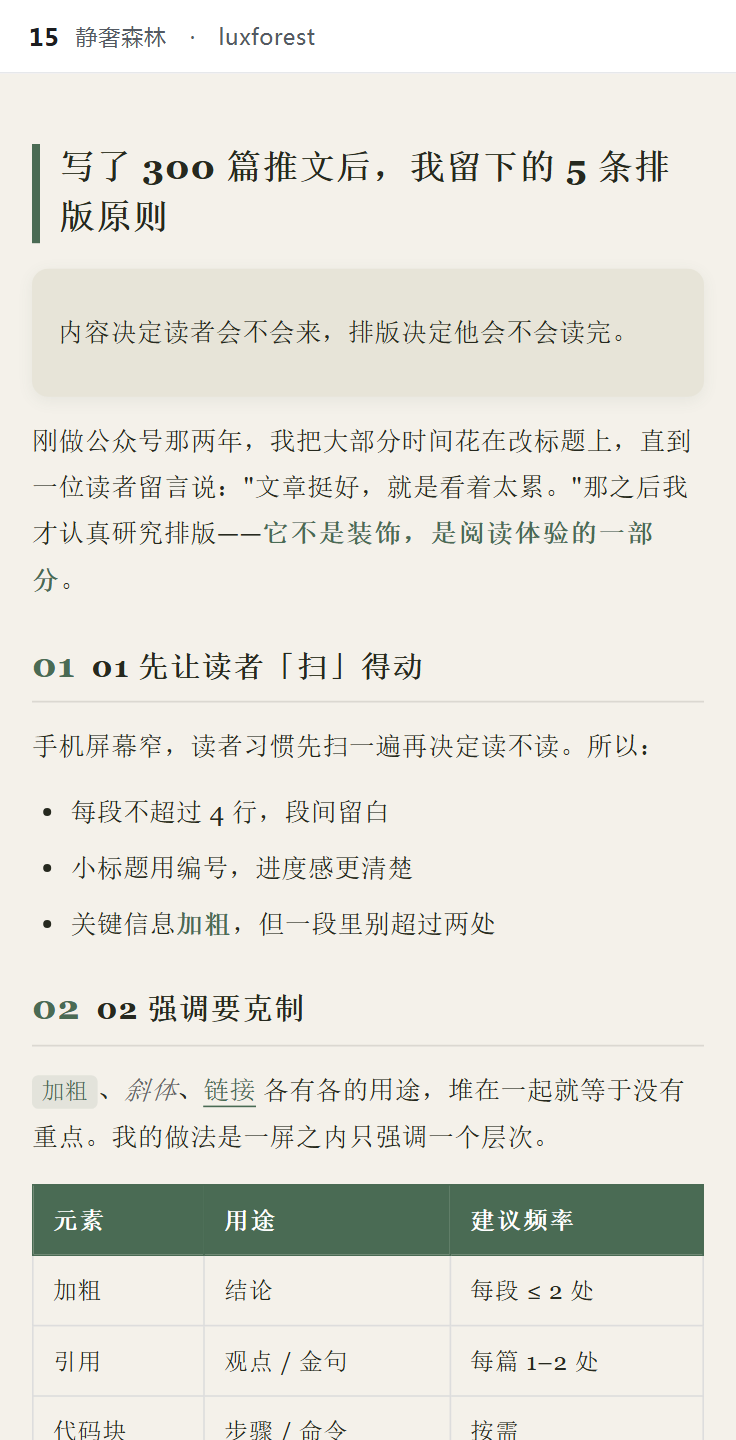 15 静奢森林 · luxforest
写了 300 篇推文后，我留下的 5 条排
版原则
内容决定读者会不会来，排版决定他会不会读完。
刚做公众号那两年，我把大部分时间花在改标题上，直到
一位读者留言说："文章挺好，就是看着太累。"那之后我
才认真研究排版——它不是装饰，是阅读体验的一部
分。
01 01 先让读者「扫」得动
手机屏幕窄，读者习惯先扫一遍再决定读不读。所以：
• 每段不超过 4 行，段间留白
• 小标题用编号，进度感更清楚
• 关键信息加粗，但一段里别超过两处
02 02 强调要克制
加粗、斜体、链接 各有各的用途，堆在一起就等于没有
重点。我的做法是一屏之内只强调一个层次。
元素 用途 建议频率
加粗 结论 每段 ≤ 2 处
引用 观点 / 金句 每篇 1–2 处
代码块 步骤 / 命令 按需